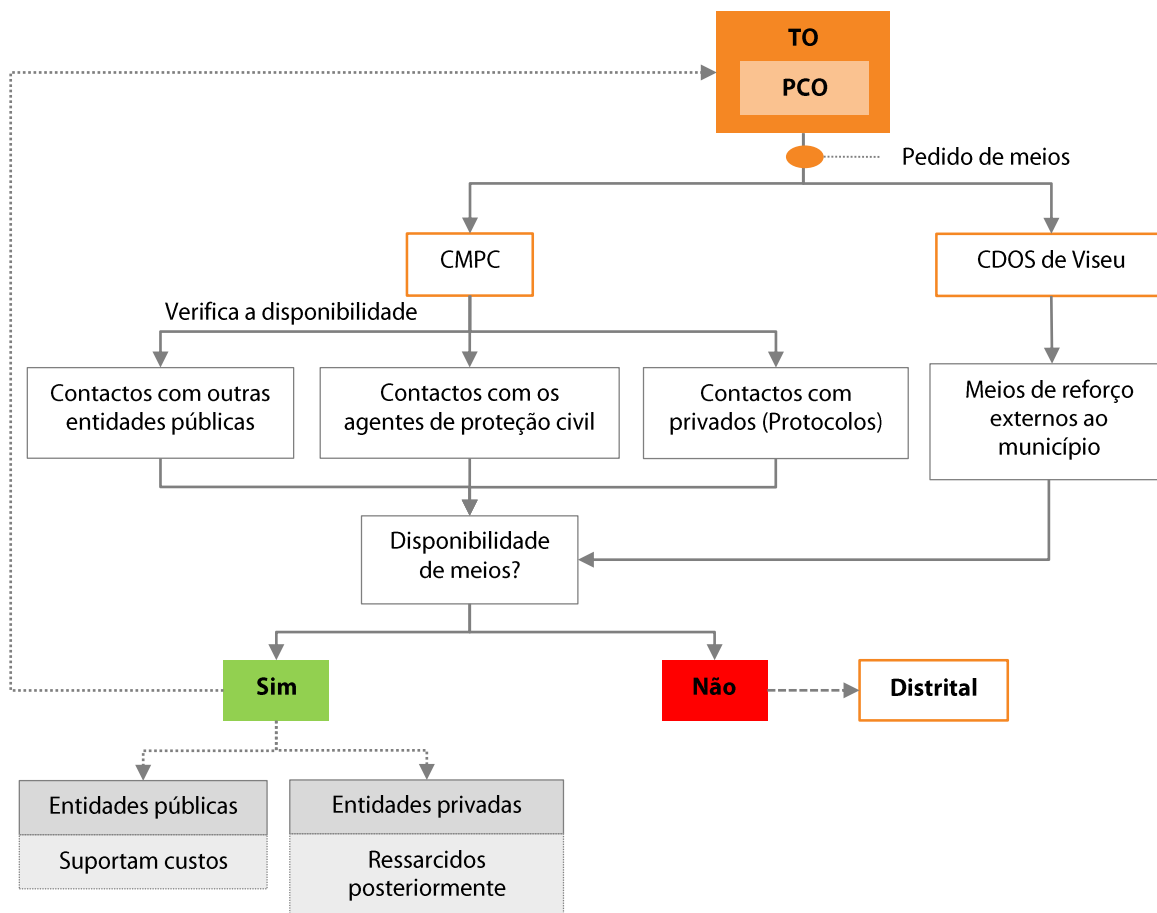 TO
PCO
Pedido de meios
CMPC
CDOS de Viseu
Verifica a disponibilidade
Contactos com outras
entidades públicas
Contactos com os
agentes de proteção civil
Contactos com
privados (Protocolos)
Meios de reforço
externos ao
município
Disponibilidade
de meios?
Sim
Não
Distrital
Entidades públicas
Suportam custos
Entidades privadas
Ressarcidos
posteriormente